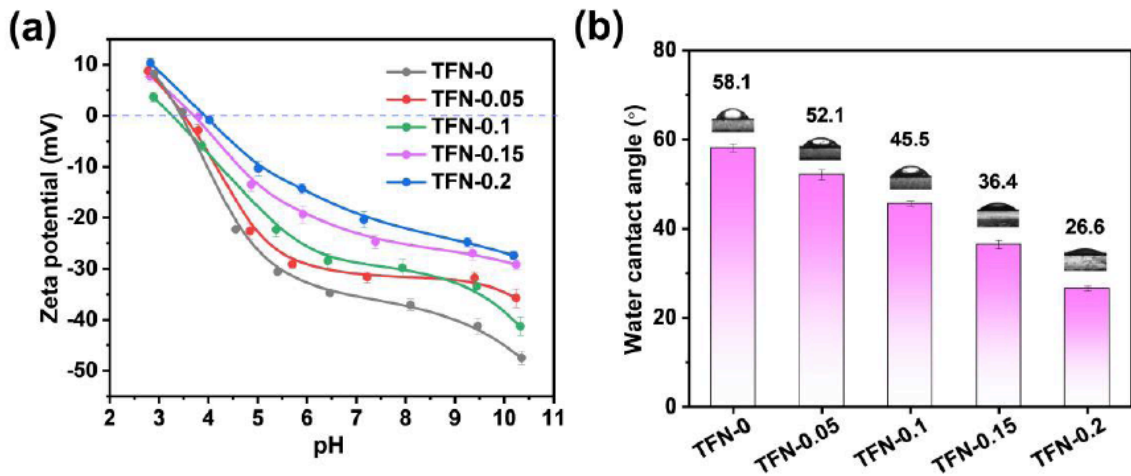 (a)
Zeta potential (mV)
10
0
-10
-20
-30
-40
-50
2 3 4 5 6 7 8 9 10 11
pH
TFN-0
TFN-0.05
TFN-0.1
TFN-0.15
TFN-0.2
(b)
Water cantact angle (°)
80
60
40
20
0
58.1
52.1
45.5
36.4
26.6
TFN-0 TFN-0.05 TFN-0.1 TFN-0.15 TFN-0.2